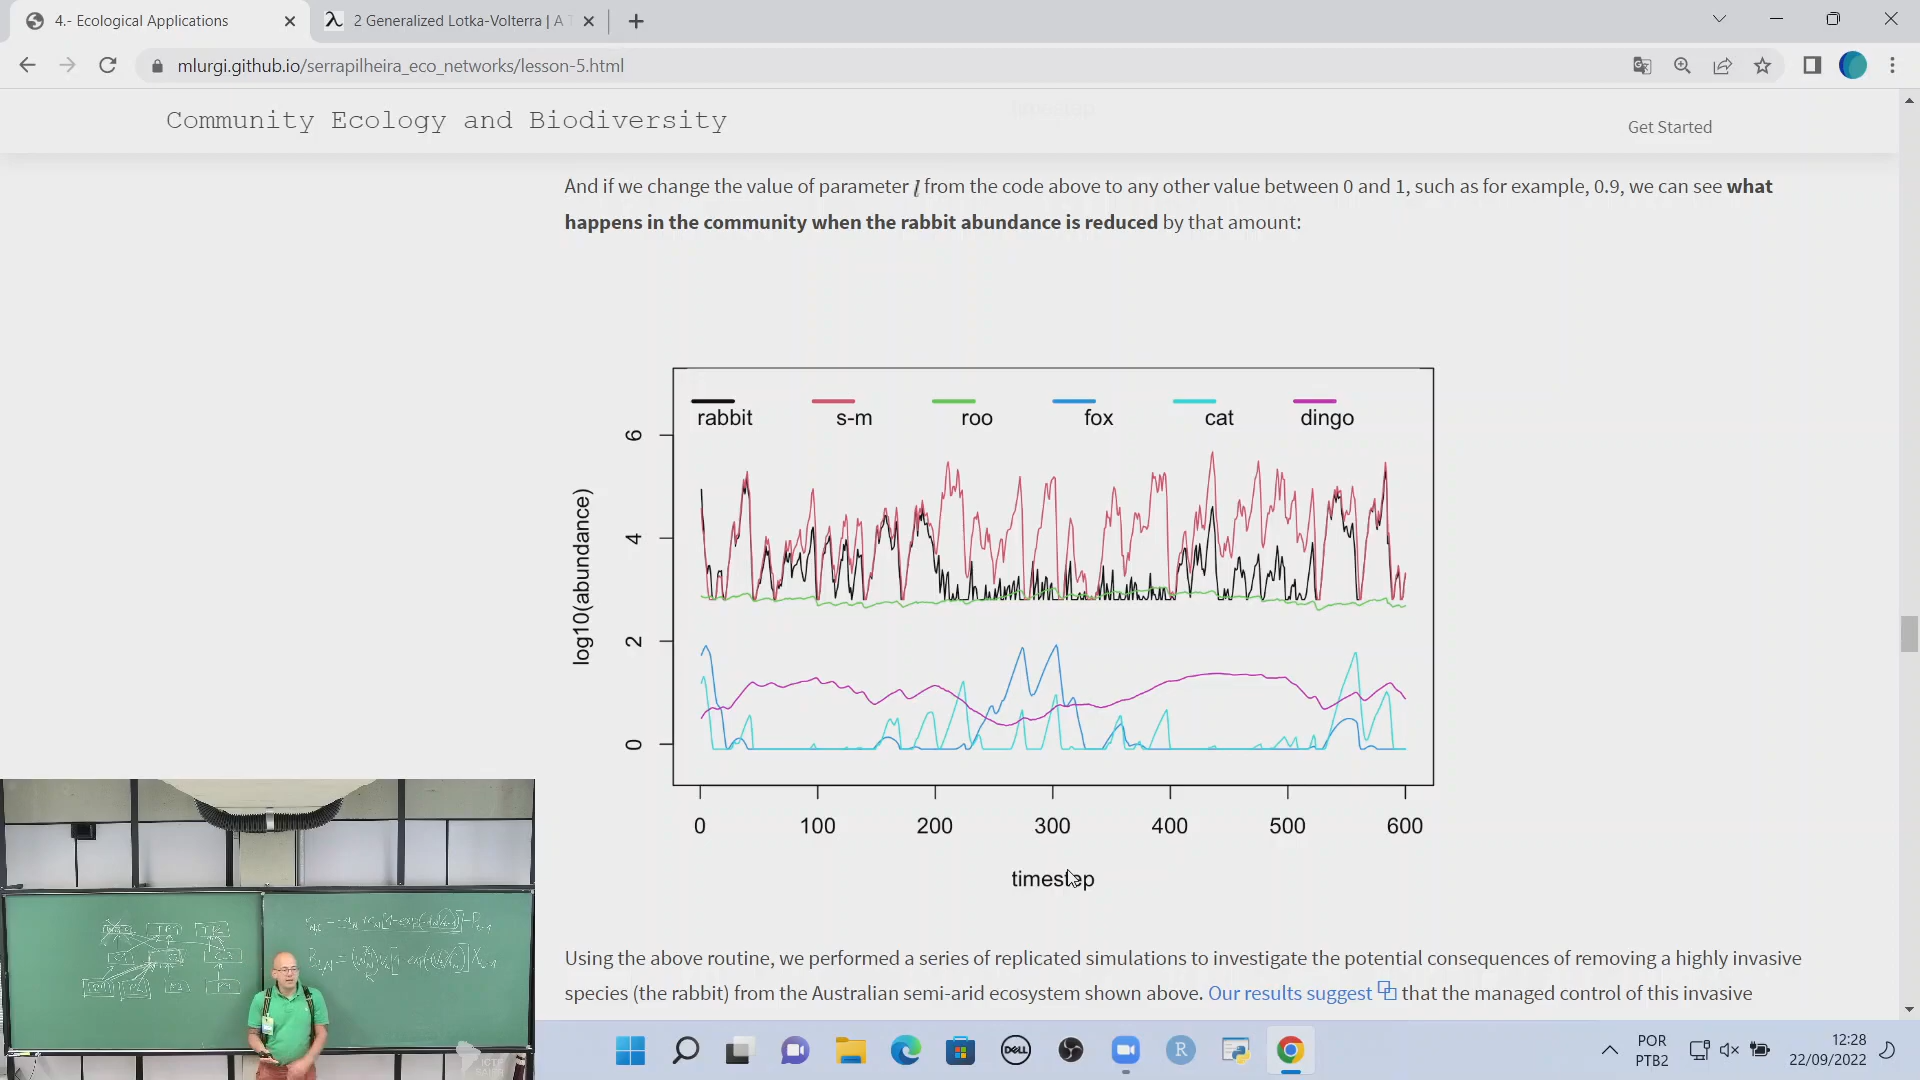 4.- Ecological Applications
2 Generalized Lotka-Volterra | A T
mlurgi.github.io/serrapilheira_eco_networks/lesson-5.html
Community Ecology and Biodiversity
Get Started
timestep
And if we change the value of parameter l from the code above to any other value between 0 and 1, such as for example, 0.9, we can see what
happens in the community when the rabbit abundance is reduced by that amount:
rabbit s-m roo fox cat dingo
log10(abundance)
6
4
2
0
0 100 200 300 400 500 600
timestep
Using the above routine, we performed a series of replicated simulations to investigate the potential consequences of removing a highly invasive
species (the rabbit) from the Australian semi-arid ecosystem shown above. Our results suggest that the managed control of this invasive
DELL
R
POR
PTB2
12:28
22/09/2022